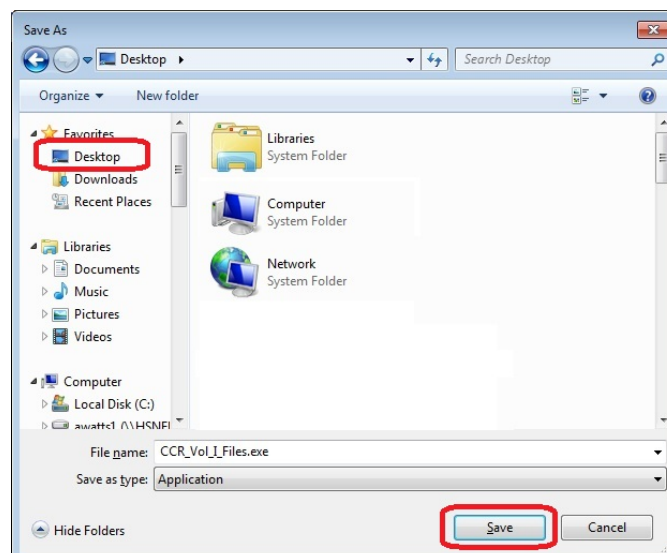 Save As
Desktop
Search Desktop
Organize
New folder
Favorites
Desktop
Downloads
Recent Places
Libraries
Documents
Music
Pictures
Videos
Computer
Local Disk (C:)
Libraries
System Folder
Computer
System Folder
Network
System Folder
File name: CCR_Vol_I_Files.exe
Save as type: Application
Hide Folders
Save
Cancel